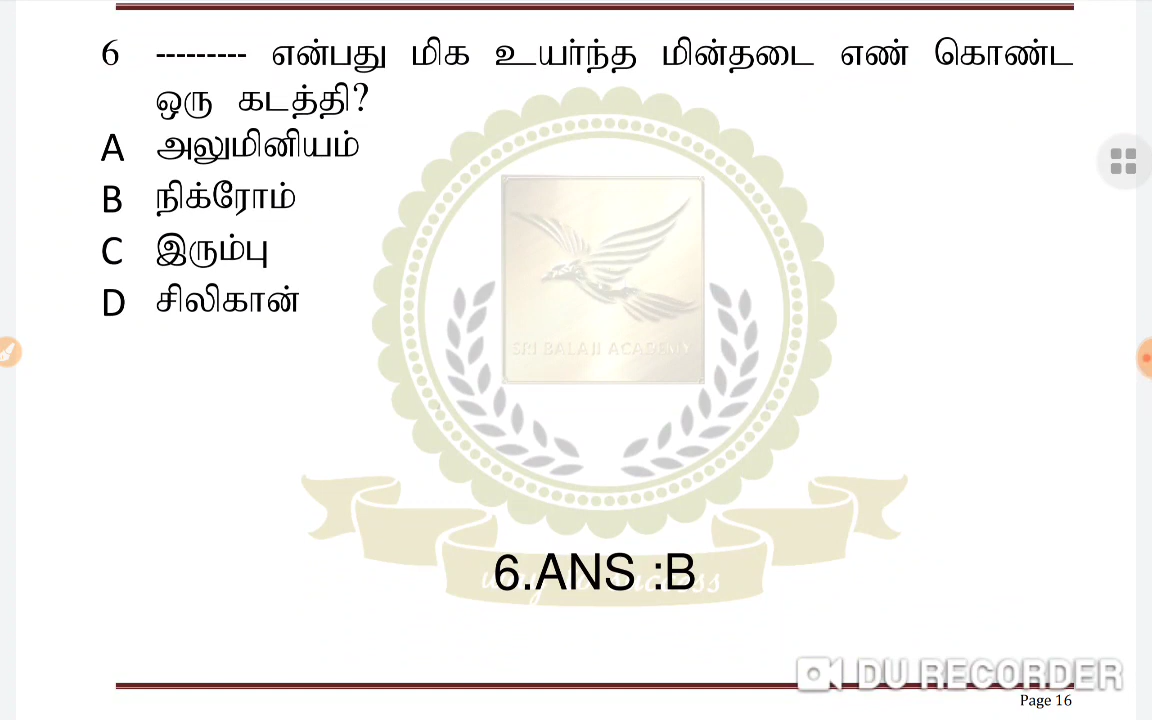 6 --------- என்பது மிக உயர்ந்த மின்தடை எண் கொண்ட
ஒரு கடத்தி?
A அலுமினியம்
B நிக்ரோம்
C இரும்பு
D சிலிகான்
SRI BALAJI ACADEMY
6.ANS :B
DU RECORDER
Page 16